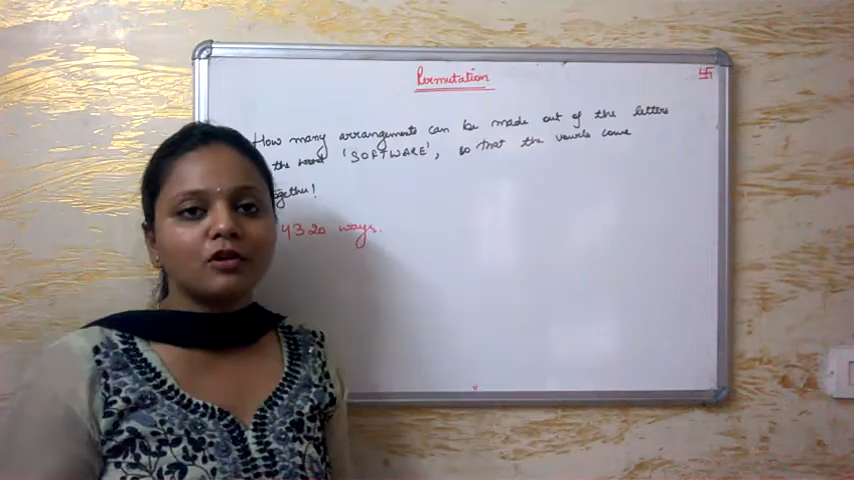 Permutation
How many arrangements can be made out of the letters
the word 'SOFTWARE', so that the vowels come
together!
4320 ways.